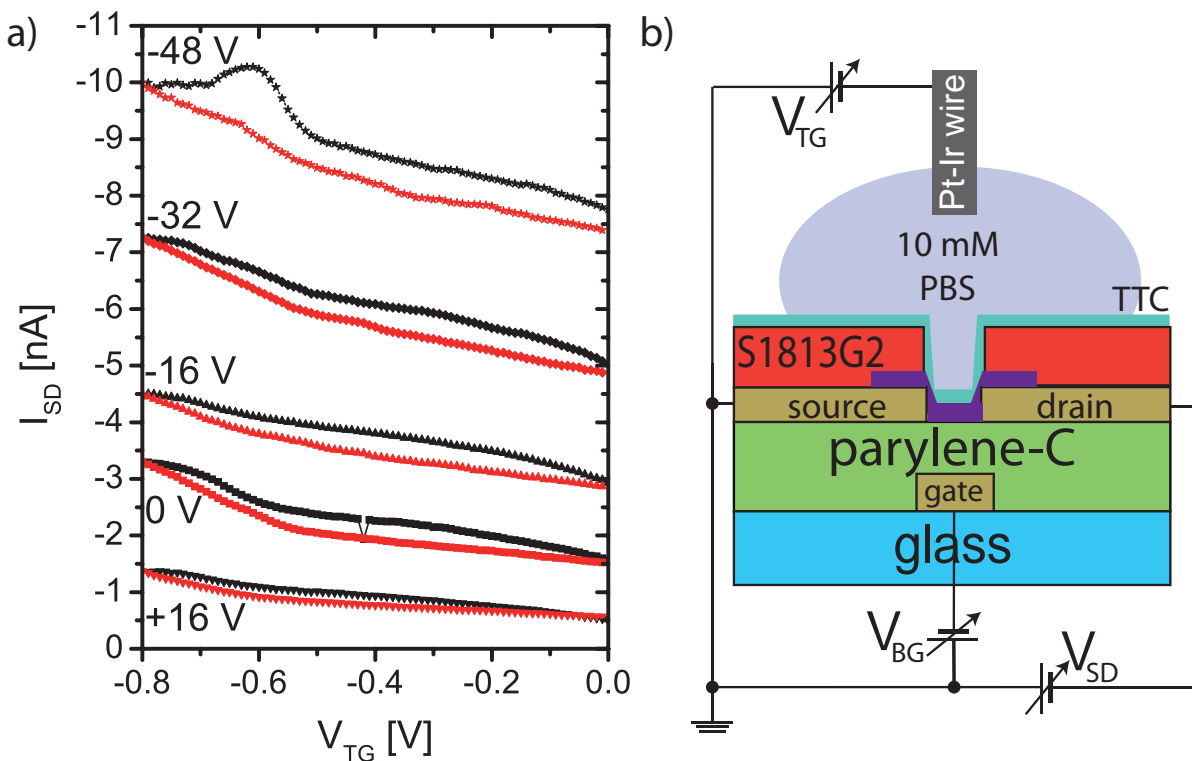 a)
-11
-10
-9
-8
-7
-6
-5
-4
-3
-2
-1
0
I_SD [nA]
-48 V
-32 V
-16 V
0 V
+16 V
-0.8
-0.6
-0.4
-0.2
0.0
V_TG [V]
b)
V_TG
Pt-Ir wire
10 mM
PBS
TTC
S1813G2
source
drain
parylene-C
gate
glass
V_BG
V_SD